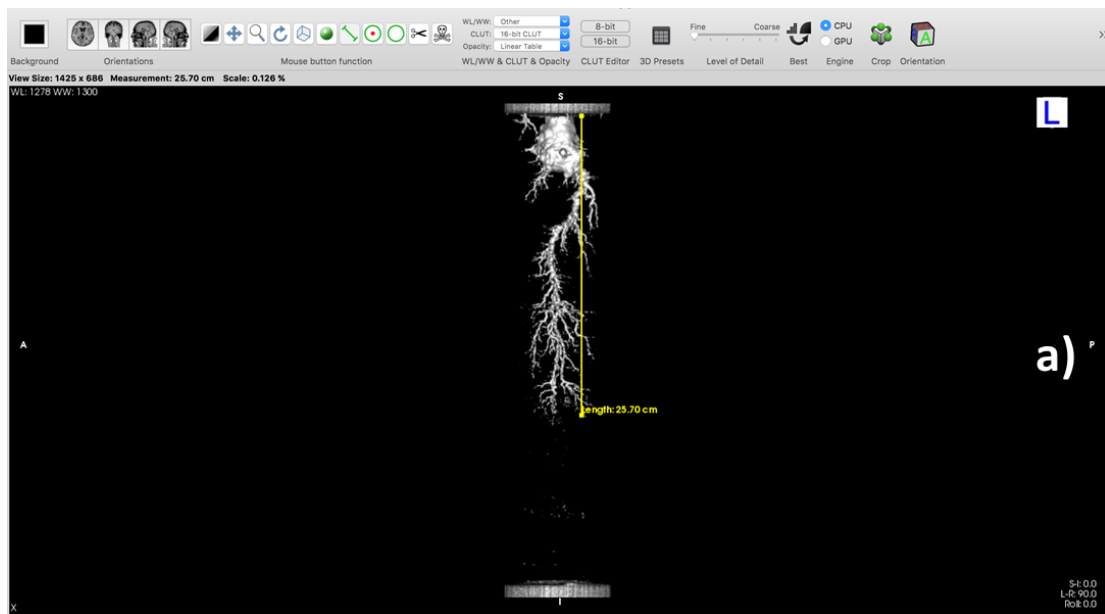 WL/WW: Other
CLUT: 16-bit CLUT
Opacity: Linear Table
8-bit
16-bit
Fine Coarse
CPU
GPU
Background Orientations Mouse button function WL/WW & CLUT & Opacity CLUT Editor 3D Presets Level of Detail Best Engine Crop Orientation
A
View Size: 1425 x 686 Measurement: 25.70 cm Scale: 0.126 %
WL: 1278 WW: 1300
S
L
A
a)
P
Length: 25.70 cm
S-I: 0.0
L-R: 90.0
Roll: 0.0
X
I